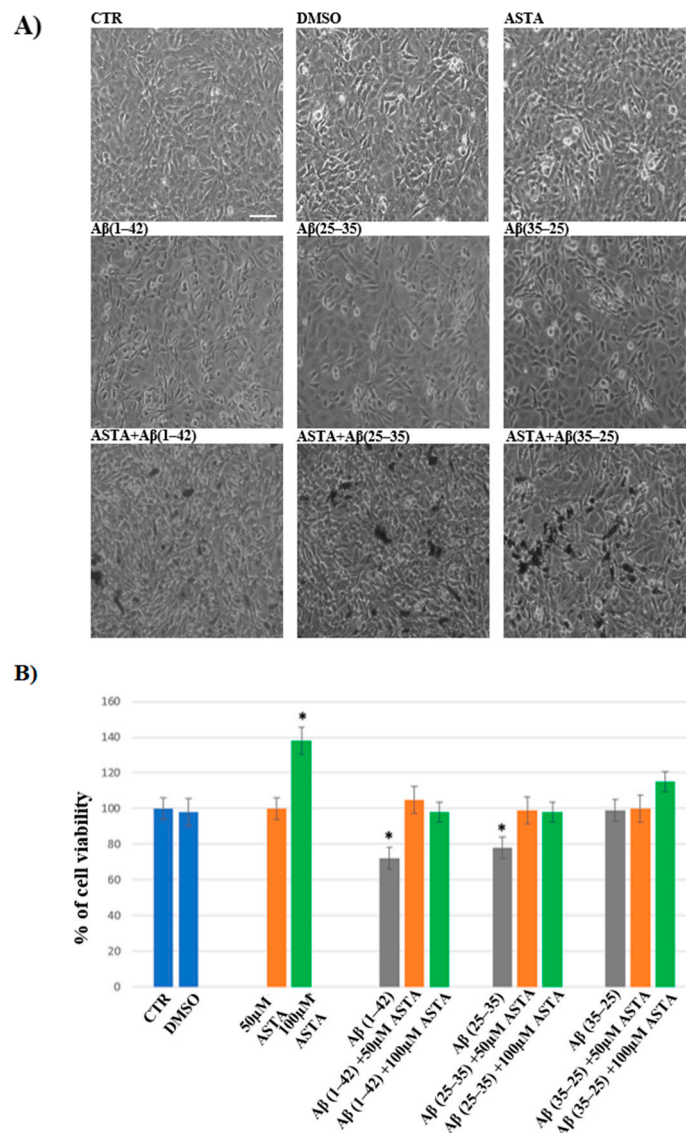 A)
CTR
DMSO
ASTA
Aβ(1–42)
Aβ(25–35)
Aβ(35–25)
ASTA+Aβ(1–42)
ASTA+Aβ(25–35)
ASTA+Aβ(35–25)
B)
% of cell viability
160
140
120
100
80
60
40
20
0
*
*
*
CTR
DMSO
50μM
ASTA
100μM
ASTA
Aβ (1–42)
Aβ (1–42) +50μM ASTA
Aβ (1–42) +100μM ASTA
Aβ (25–35)
Aβ (25–35) +50μM ASTA
Aβ (25–35) +100μM ASTA
Aβ (35–25)
Aβ (35–25) +50μM ASTA
Aβ (35–25) +100μM ASTA